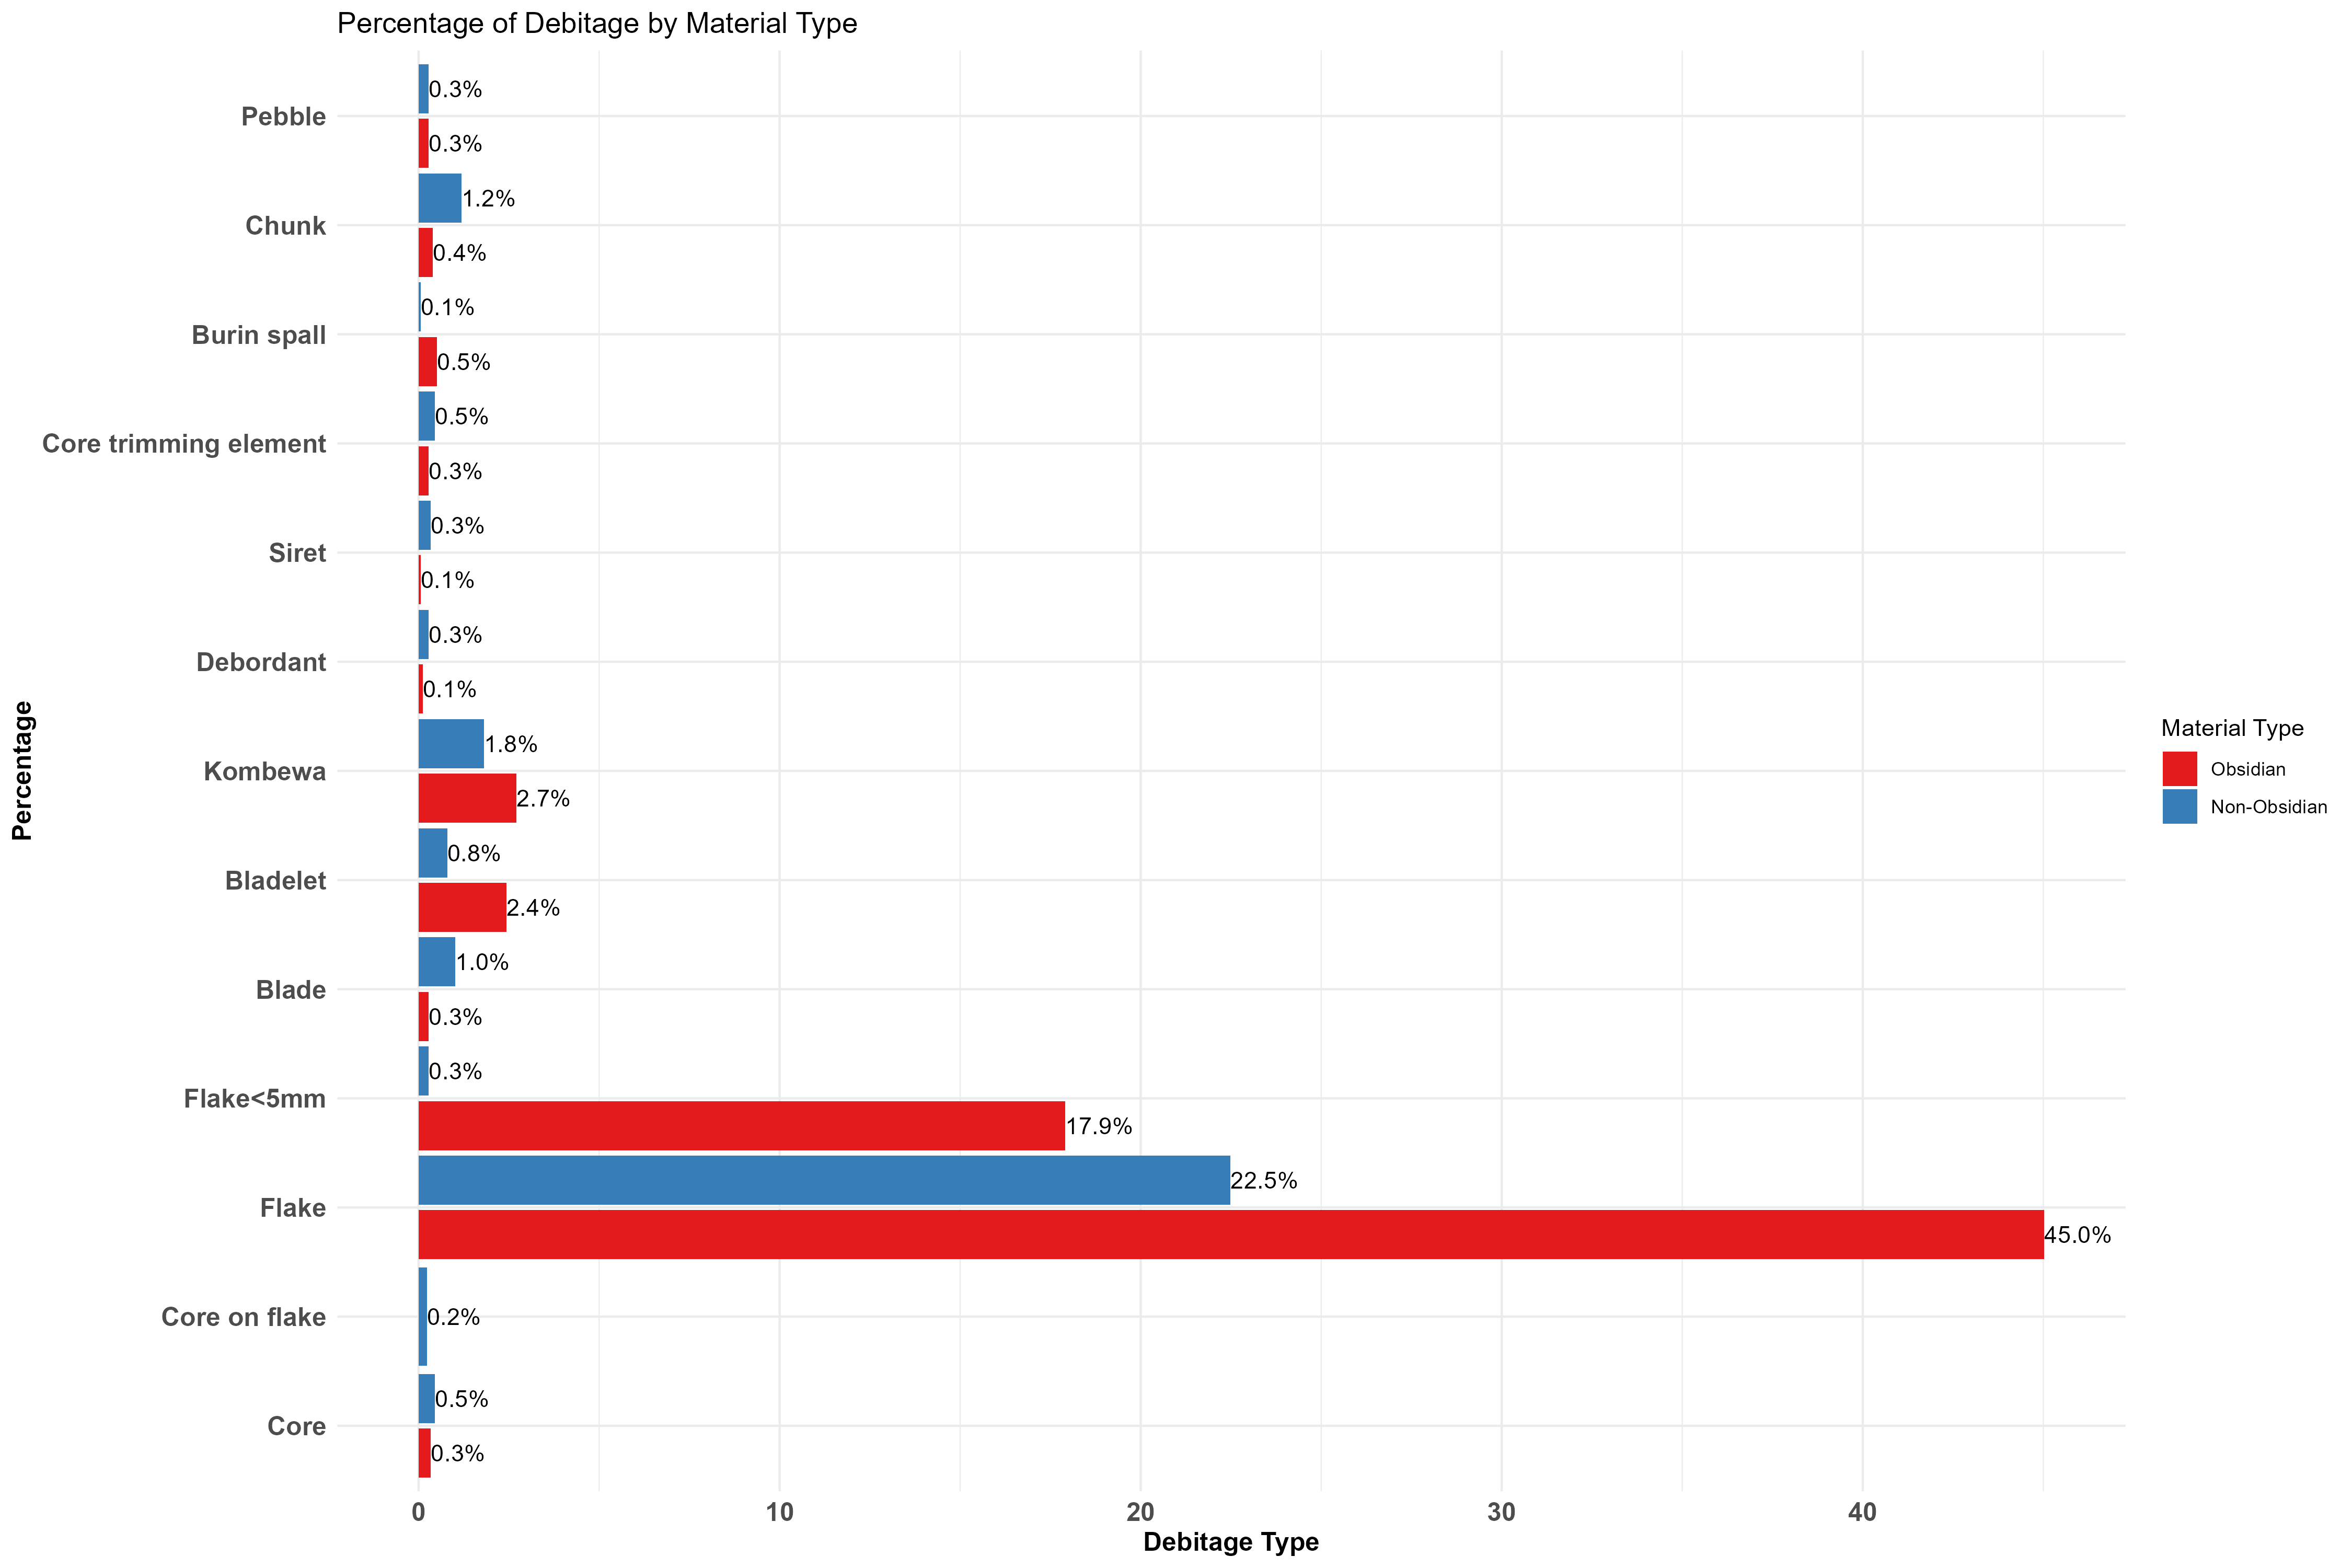 Percentage of Debitage by Material Type
Pebble
0.3%
0.3%
Chunk
1.2%
0.4%
Burin spall
0.1%
0.5%
Core trimming element
0.5%
0.3%
Siret
0.3%
0.1%
Debordant
0.3%
0.1%
Kombewa
1.8%
2.7%
Bladelet
0.8%
2.4%
Blade
1.0%
0.3%
Flake<5mm
0.3%
17.9%
Flake
22.5%
45.0%
Core on flake
0.2%
Core
0.5%
0.3%
0 10 20 30 40
Debitage Type
Percentage
Material Type
Obsidian
Non-Obsidian